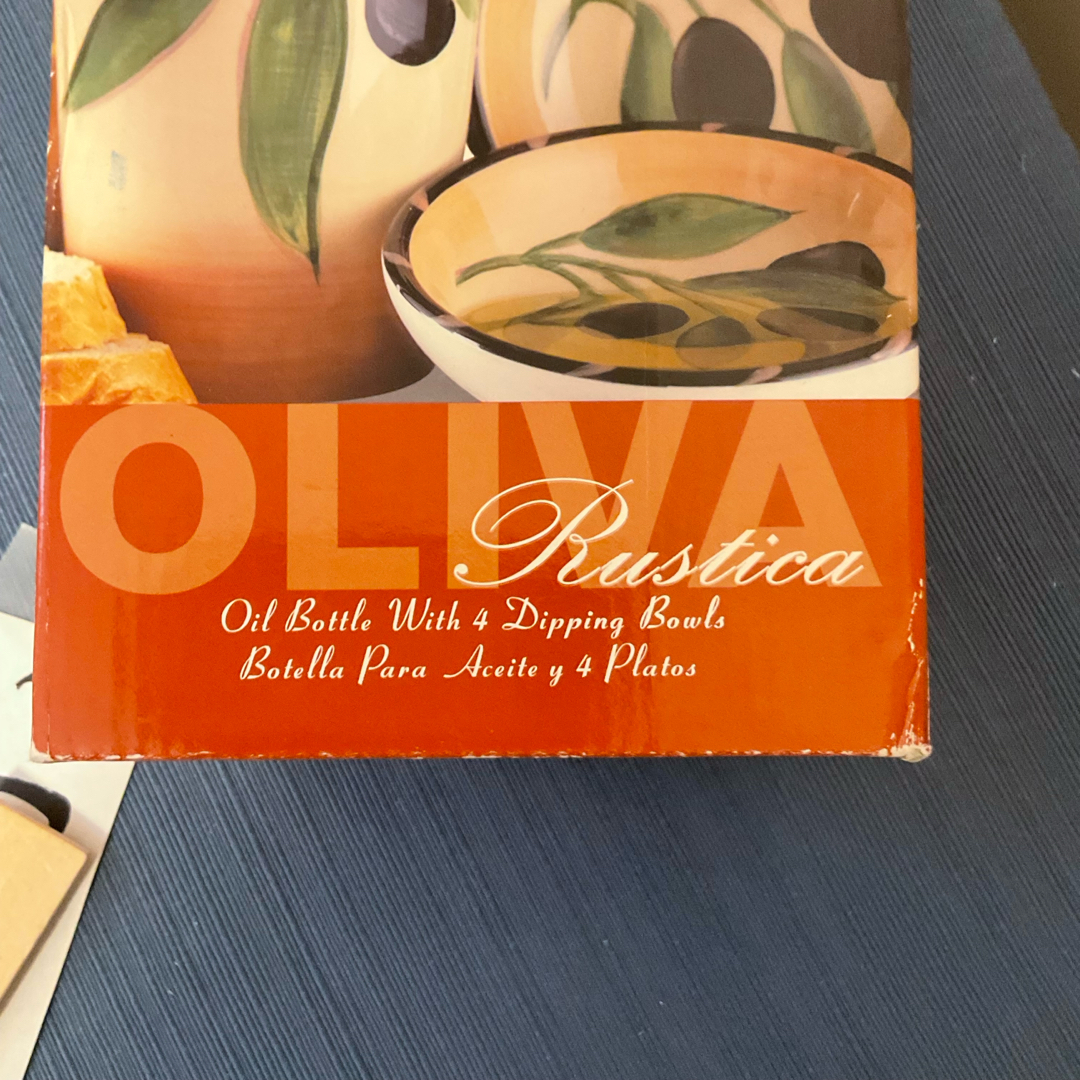 OLIVA
Rustica
Oil Bottle With 4 Dipping Bowls
Botella Para Aceite y 4 Platos